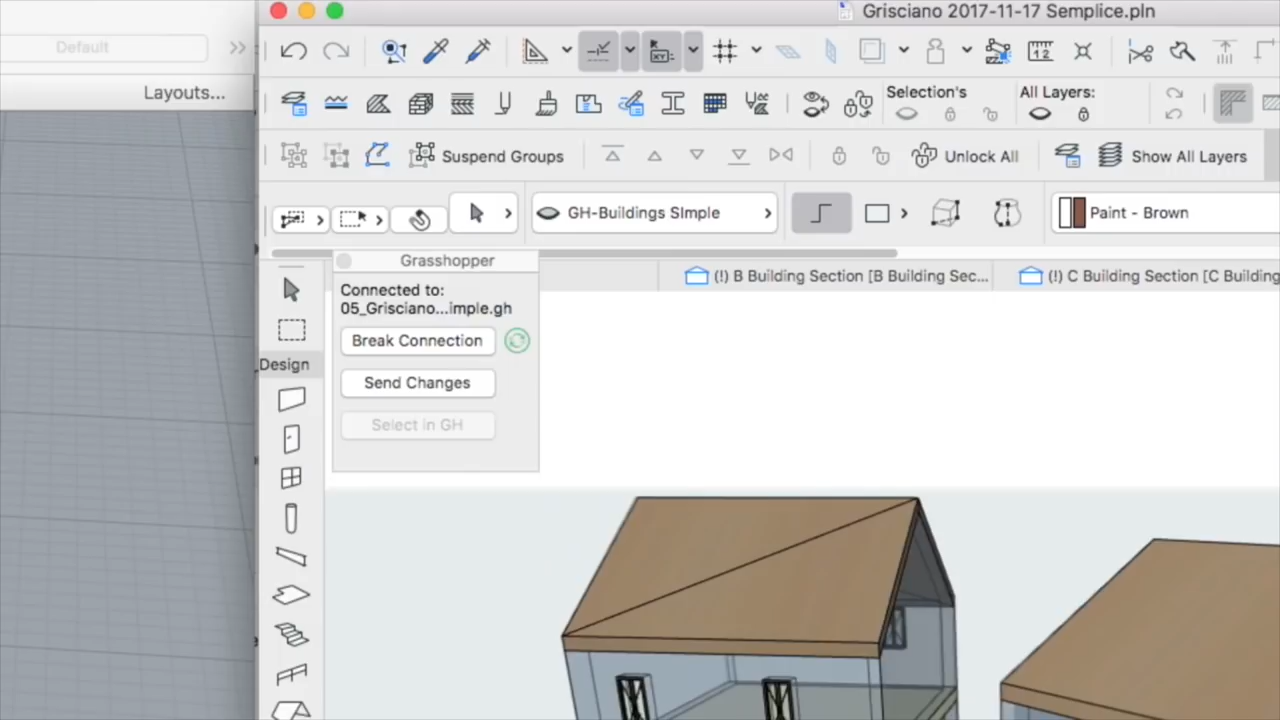 Grisciano 2017-11-17 Semplice.pln
Default
Layouts...
Selection's
All Layers:
Suspend Groups
Unlock All
Show All Layers
GH-Buildings SImple
Paint - Brown
Grasshopper
(!) B Building Section [B Building Sec...
(!) C Building Section [C Building
Connected to:
05_Grisciano...imple.gh
Break Connection
Send Changes
Select in GH
Design